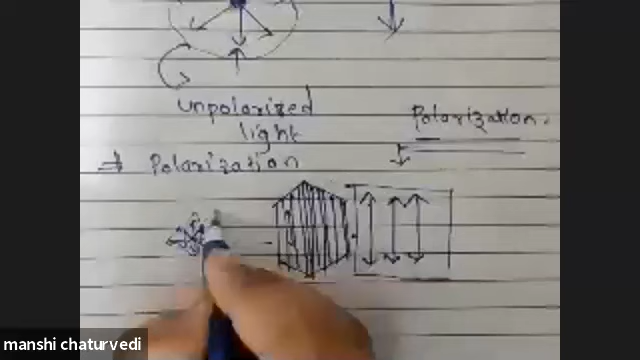 unpolarized
light
Polarization.
⇒ Polarization
manshi chaturvedi